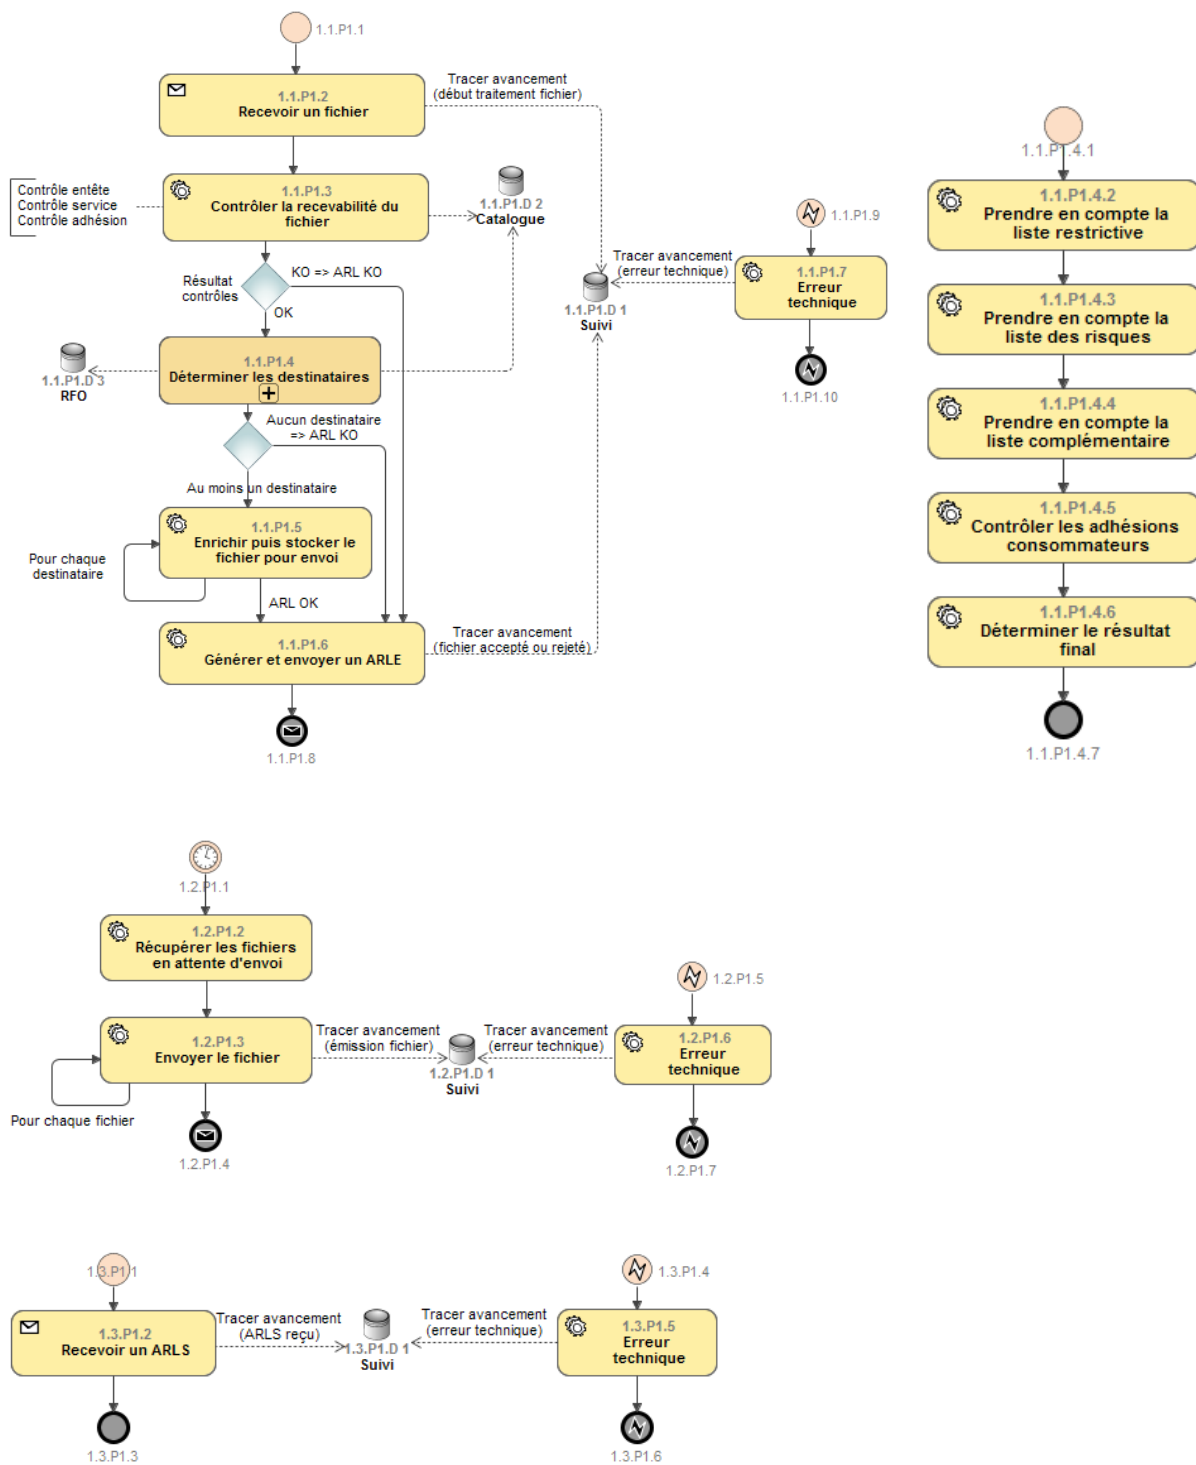 1.1.P1.1
1.1.P1.2
Recevoir un fichier
Tracer avancement
(début traitement fichier)
Contrôle entête
Contrôle service
Contrôle adhésion
1.1.P1.3
Contrôler la recevabilité du
fichier
1.1.P1.D 2
Catalogue
Résultat
contrôles
KO => ARL KO
OK
1.1.P1.9
Tracer avancement
(erreur technique)
1.1.P1.7
Erreur
technique
1.1.P1.D 1
Suivi
1.1.P1.10
1.1.P1.D 3
RFO
1.1.P1.4
Déterminer les destinataires
Aucun destinataire
=> ARL KO
Au moins un destinataire
1.1.P1.5
Enrichir puis stocker le
fichier pour envoi
Pour chaque
destinataire
ARL OK
1.1.P1.6
Générer et envoyer un ARLE
Tracer avancement
(fichier accepté ou rejeté)
1.1.P1.8
1.1.P1.4.1
1.1.P1.4.2
Prendre en compte la
liste restrictive
1.1.P1.4.3
Prendre en compte la
liste des risques
1.1.P1.4.4
Prendre en compte la
liste complémentaire
1.1.P1.4.5
Contrôler les adhésions
consommateurs
1.1.P1.4.6
Déterminer le résultat
final
1.1.P1.4.7
1.2.P1.1
1.2.P1.2
Récupérer les fichiers
en attente d'envoi
1.2.P1.3
Envoyer le fichier
Pour chaque fichier
1.2.P1.4
Tracer avancement
(émission fichier)
1.2.P1.D 1
Suivi
Tracer avancement
(erreur technique)
1.2.P1.5
1.2.P1.6
Erreur
technique
1.2.P1.7
1.3.P1.1
1.3.P1.2
Recevoir un ARLS
1.3.P1.3
Tracer avancement
(ARLS reçu)
1.3.P1.D 1
Suivi
Tracer avancement
(erreur technique)
1.3.P1.4
1.3.P1.5
Erreur
technique
1.3.P1.6